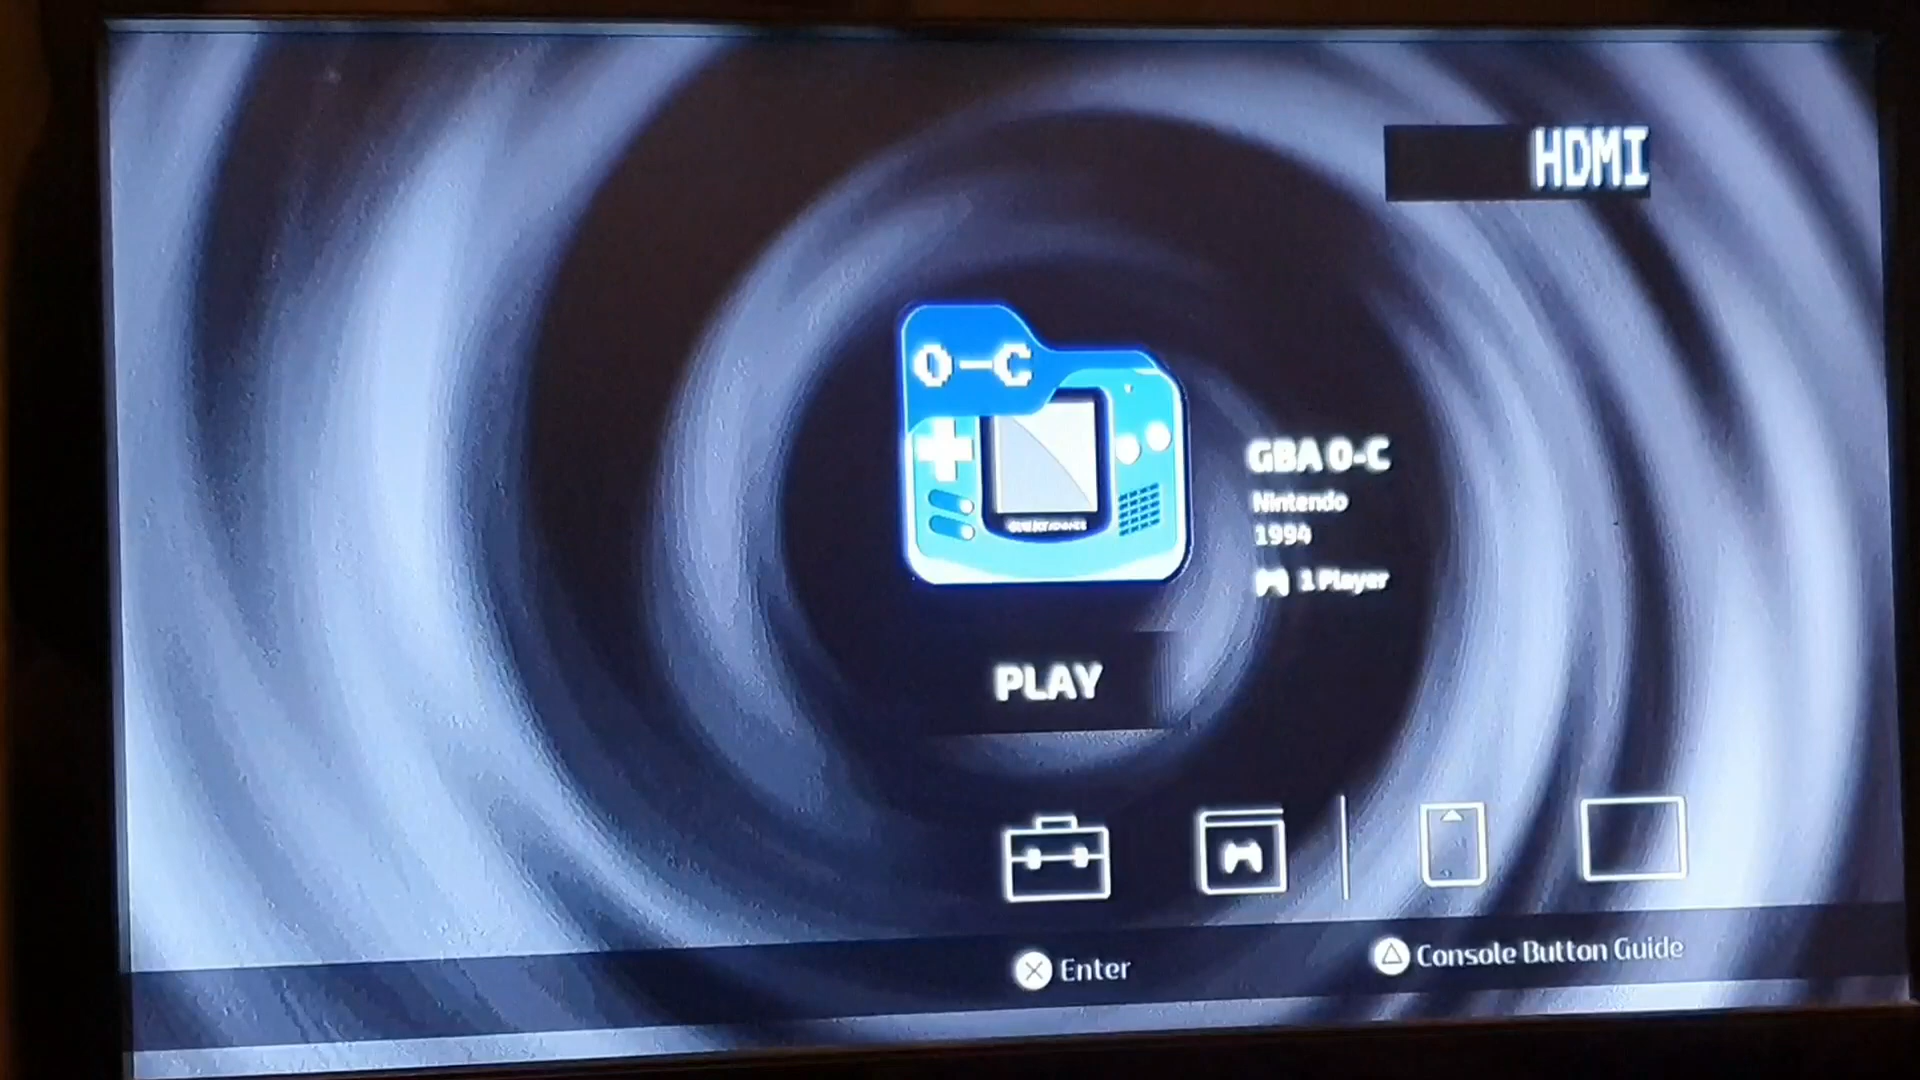 HDMI
0-C
GBA 0-C
Nintendo
1994
1 Player
PLAY
Enter
Console Button Guide